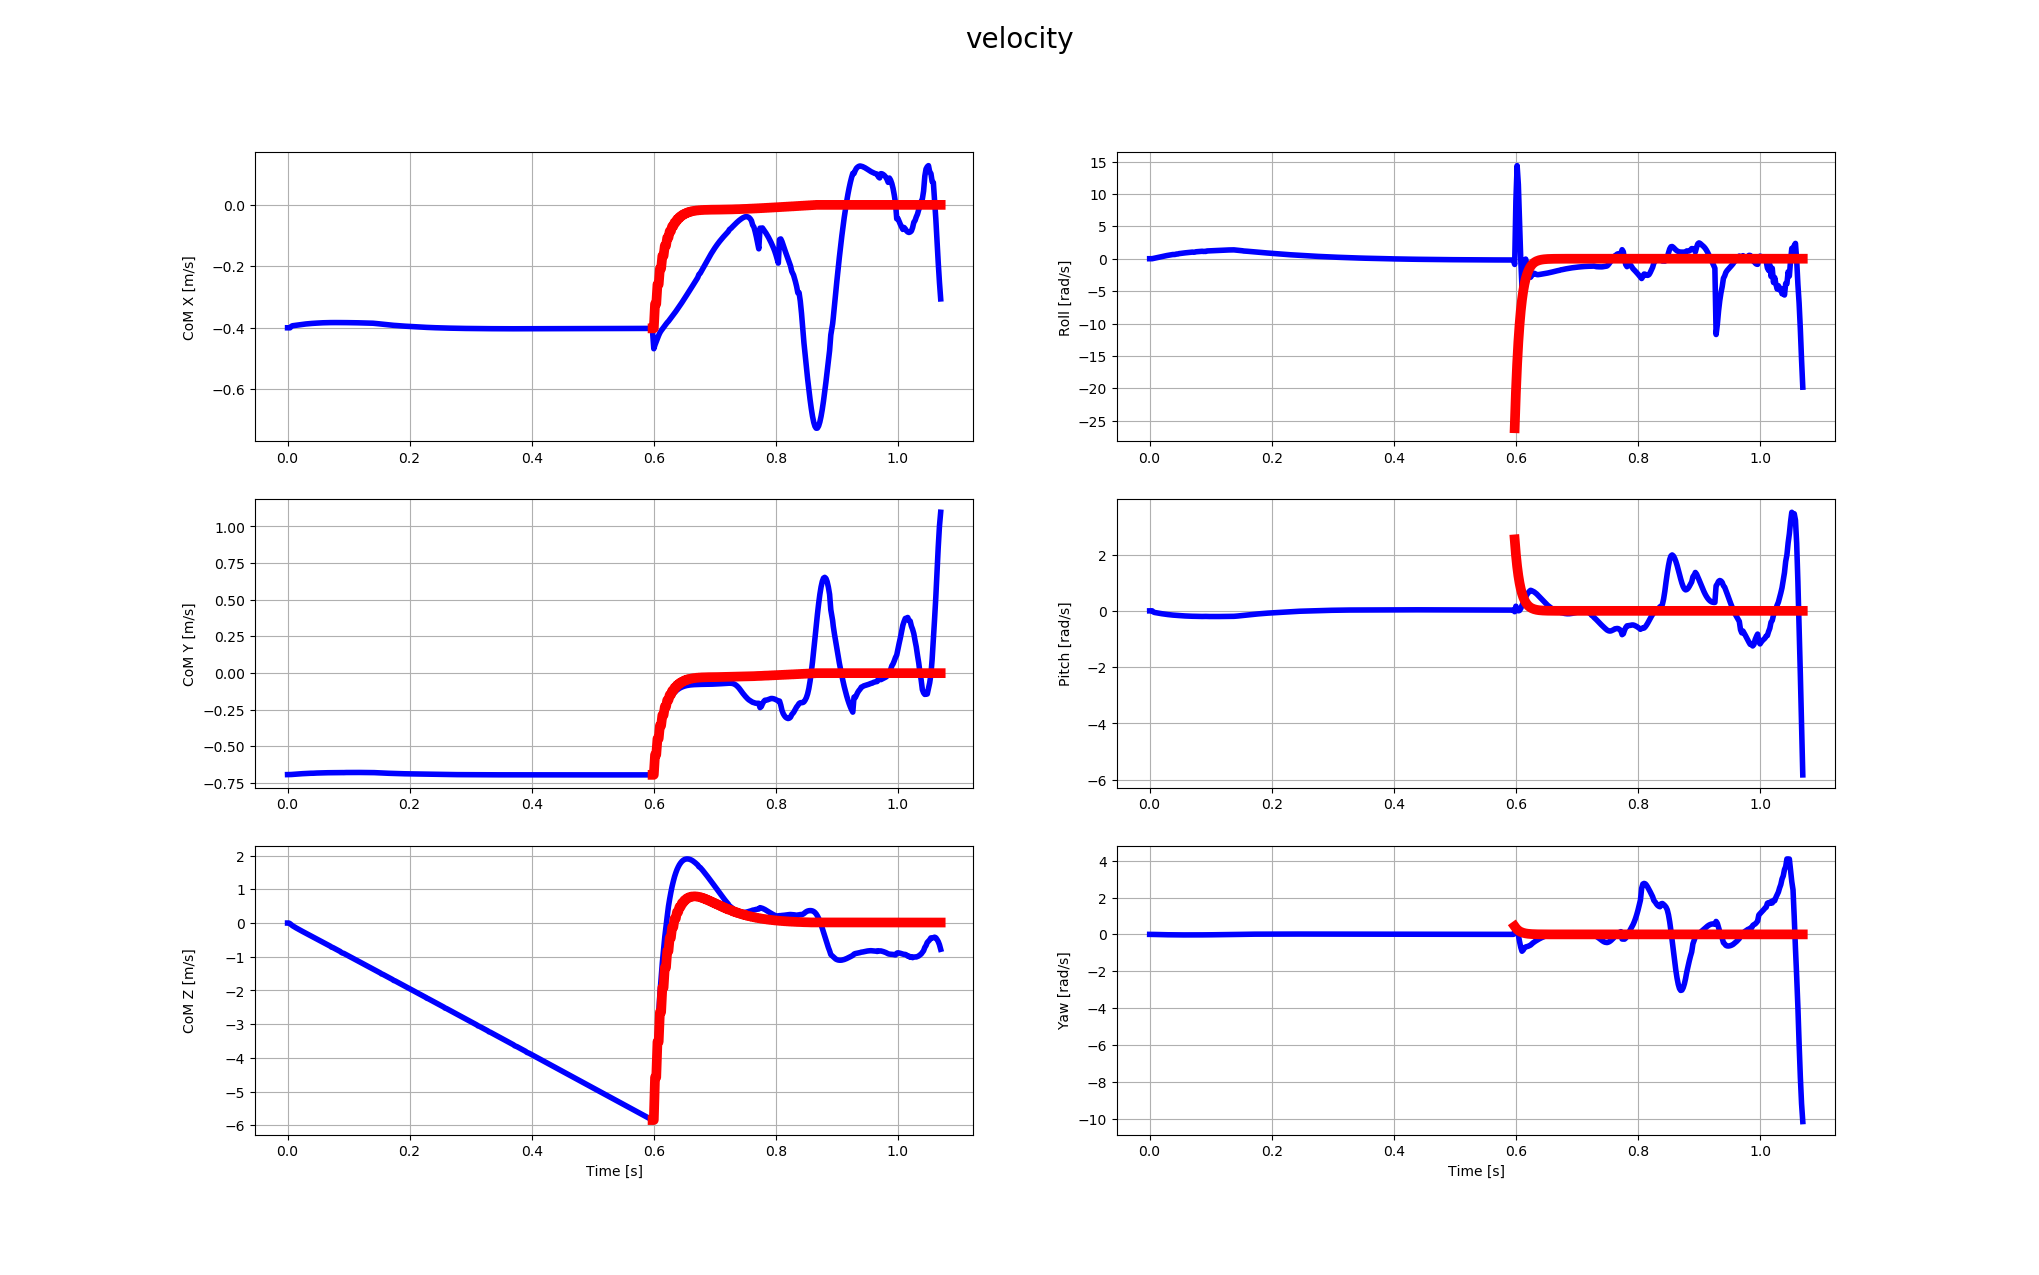 velocity
CoM X [m/s]
0.0
−0.2
−0.4
−0.6
0.0 0.2 0.4 0.6 0.8 1.0
Roll [rad/s]
15
10
5
0
−5
−10
−15
−20
−25
0.0 0.2 0.4 0.6 0.8 1.0
CoM Y [m/s]
1.00
0.75
0.50
0.25
0.00
−0.25
−0.50
−0.75
0.0 0.2 0.4 0.6 0.8 1.0
Pitch [rad/s]
2
0
−2
−4
−6
0.0 0.2 0.4 0.6 0.8 1.0
CoM Z [m/s]
2
1
0
−1
−2
−3
−4
−5
−6
0.0 0.2 0.4 0.6 0.8 1.0
Time [s]
Yaw [rad/s]
4
2
0
−2
−4
−6
−8
−10
0.0 0.2 0.4 0.6 0.8 1.0
Time [s]